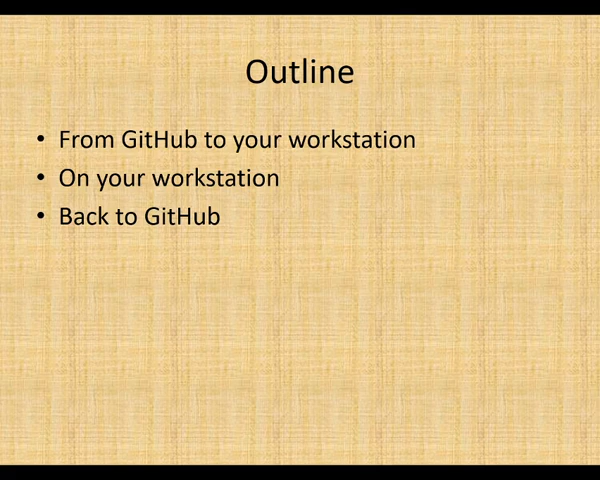 Outline
• From GitHub to your workstation
• On your workstation
• Back to GitHub